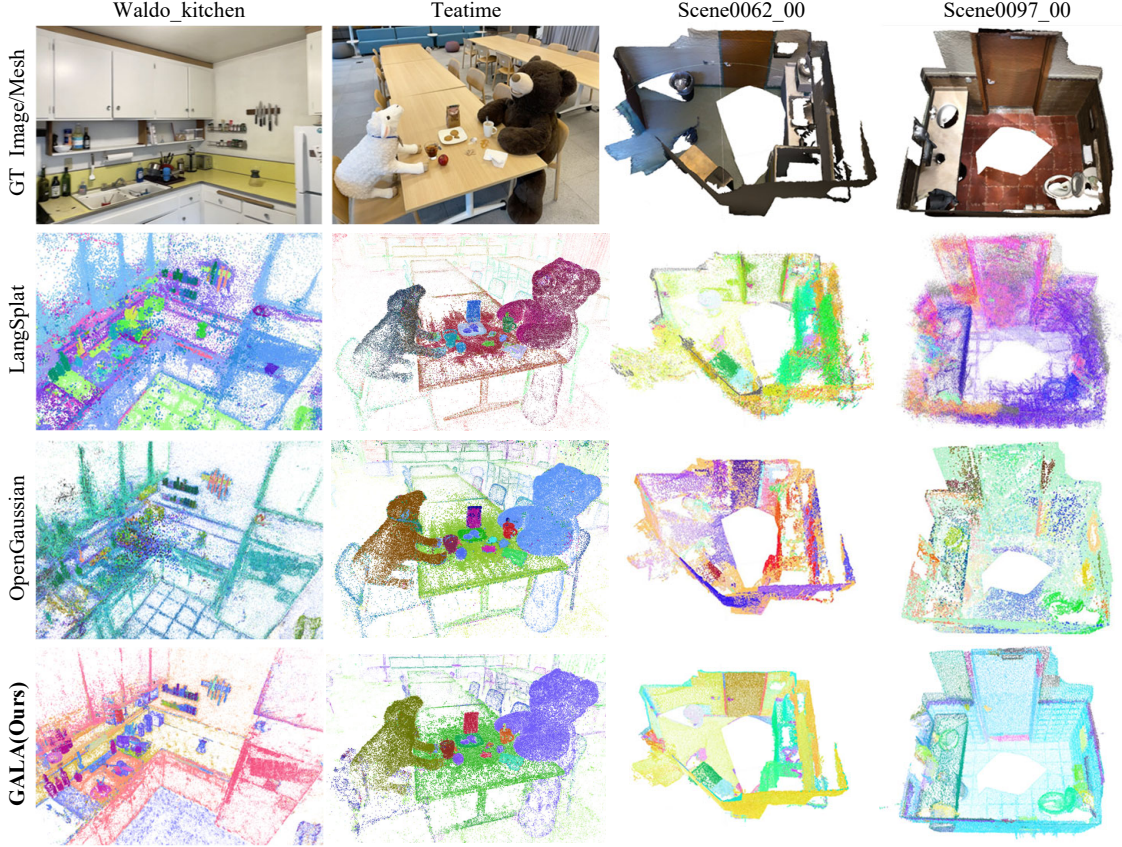 Waldo_kitchen Teatime Scene0062_00 Scene0097_00
GT Image/Mesh
LangSplat
OpenGaussian
GALA(Ours)